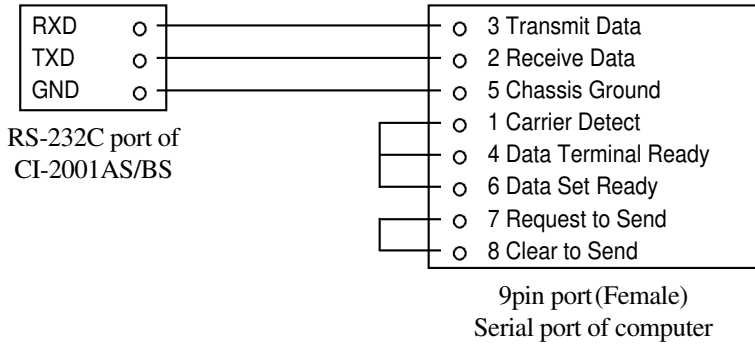 RXD
TXD
GND
RS-232C port of
CI-2001AS/BS
3 Transmit Data
2 Receive Data
5 Chassis Ground
1 Carrier Detect
4 Data Terminal Ready
6 Data Set Ready
7 Request to Send
8 Clear to Send
9pin port(Female)
Serial port of computer